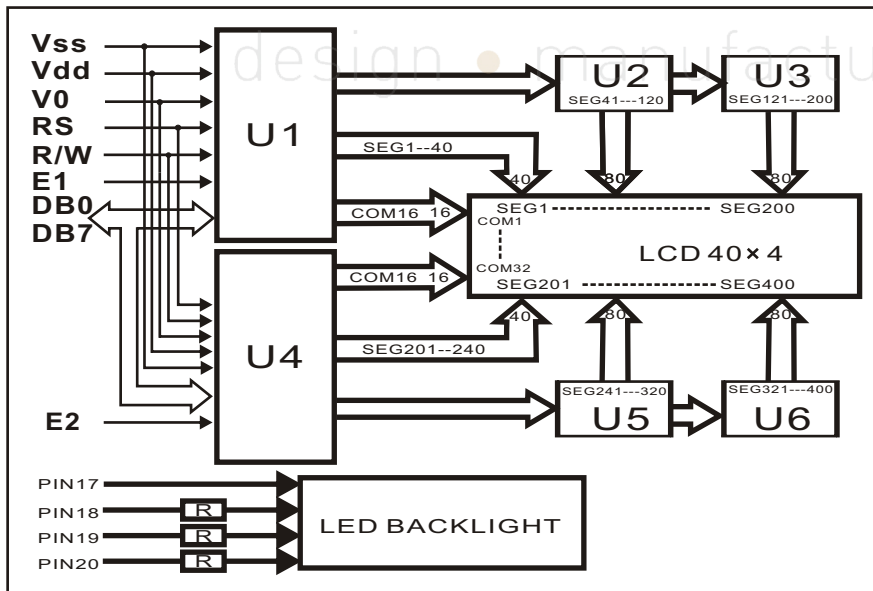 design • manufactu
Vss
Vdd
V0
RS
R/W
E1
DB0
DB7
E2
U1
U4
U2
SEG41---120
U3
SEG121---200
SEG1--40
40
80
80
COM16 16
COM16 16
SEG1 ---------------------- SEG200
COM1
COM32
LCD 40×4
SEG201 ---------------------- SEG400
40
80
80
SEG201--240
SEG241---320
U5
SEG321---400
U6
PIN17
PIN18
R
PIN19
R
PIN20
R
LED BACKLIGHT